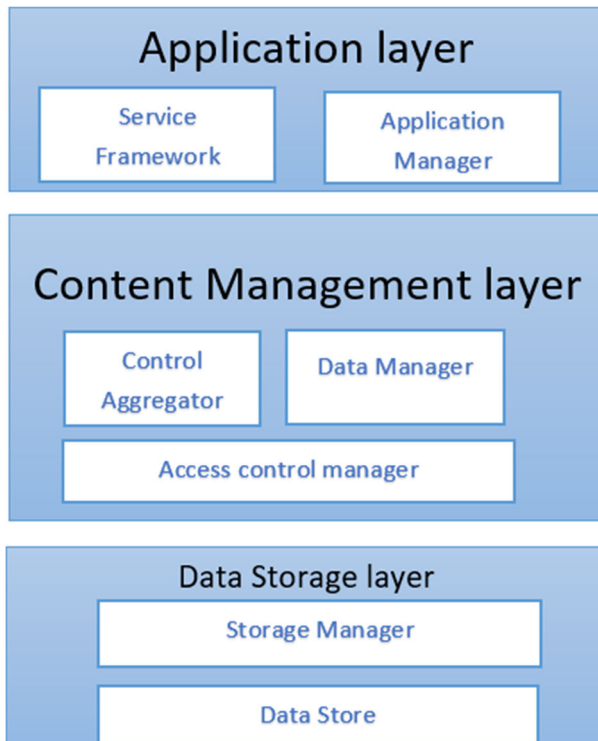 Application layer
Service
Framework
Application
Manager
Content Management layer
Control
Aggregator
Data Manager
Access control manager
Data Storage layer
Storage Manager
Data Store